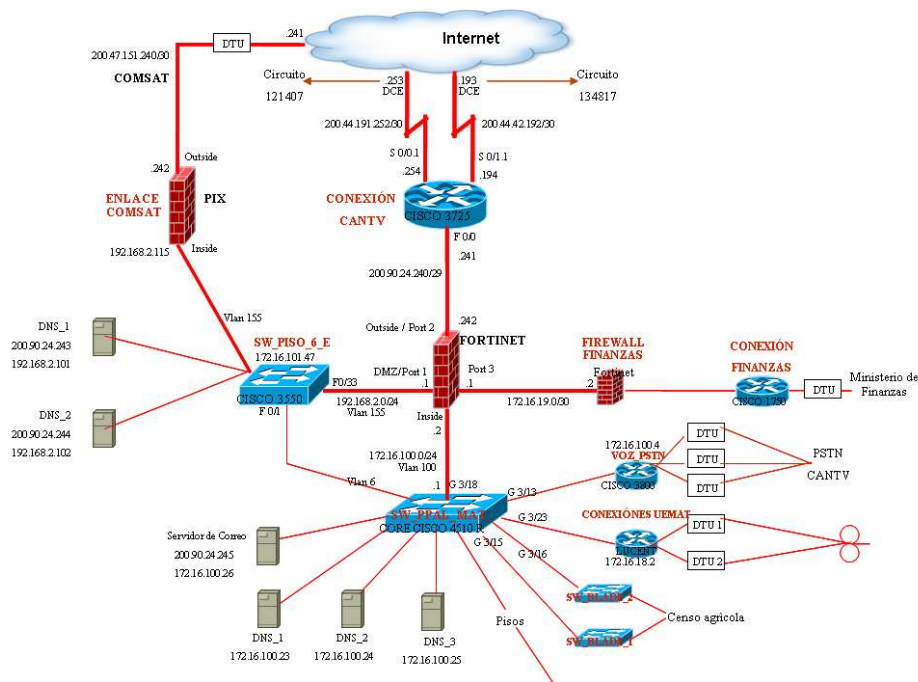 Internet
DTU
.241
200.47.151.240/30
COMSAT
Circuito
121407
.253
DCE
.193
DCE
Circuito
134817
200.44.191.252/30
200.44.42.192/30
S 0/0.1
.254
S 0/1.1
.194
Outside
.242
ENLACE
COMSAT
PIX
CONEXIÓN
CANTV
CISCO 3725
F 0/0
.241
192.168.2.115
Inside
200.90.24.240/29
Vlan 155
DNS_1
200.90.24.243
192.168.2.101
SW_PISO_6_E
172.16.101.47
Outside / Port 2
.242
FORTINET
FIREWALL
FINANZAS
Fortinet
CONEXIÓN
FINANZAS
DMZ/Port 1
.1
Port 3
.1
F0/33
CISCO 3550
F 0/1
192.168.2.0/24
Vlan 155
172.16.19.0/30
.2
CISCO 1750
DTU
Ministerio de
Finanzas
Inside
.2
DNS_2
200.90.24.244
192.168.2.102
172.16.100.0/24
Vlan 100
172.16.100.4
VOZ_PSTN
CISCO 3800
DTU
DTU
DTU
PSTN
CANTV
Vlan 6
.1
G 3/18
G 3/13
SW_PPAL_MAT
CORE CISCO 4510 R
G 3/23
G 3/15
G 3/16
CONEXIÓNES UEMAT
LUCENT
172.16.18.2
DTU 1
DTU 2
Servidor de Correo
200.90.24.245
172.16.100.26
SW_BLADE_2
SW_BLADE_1
Censo agrìcola
Pisos
DNS_1
172.16.100.23
DNS_2
172.16.100.24
DNS_3
172.16.100.25